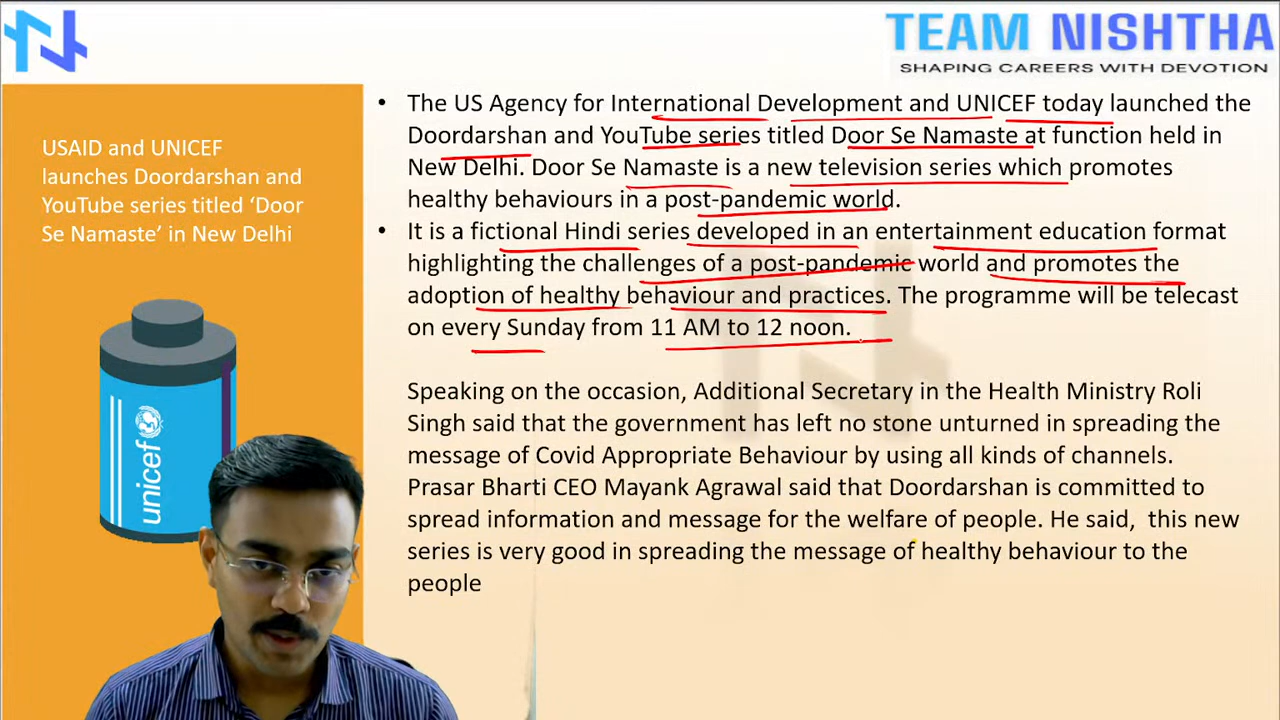 TEAM NISHTHA
SHAPING CAREERS WITH DEVOTION
USAID and UNICEF
launches Doordarshan and
YouTube series titled ‘Door
Se Namaste’ in New Delhi
unicef
• The US Agency for International Development and UNICEF today launched the
Doordarshan and YouTube series titled Door Se Namaste at function held in
New Delhi. Door Se Namaste is a new television series which promotes
healthy behaviours in a post-pandemic world.
• It is a fictional Hindi series developed in an entertainment education format
highlighting the challenges of a post-pandemic world and promotes the
adoption of healthy behaviour and practices. The programme will be telecast
on every Sunday from 11 AM to 12 noon.
Speaking on the occasion, Additional Secretary in the Health Ministry Roli
Singh said that the government has left no stone unturned in spreading the
message of Covid Appropriate Behaviour by using all kinds of channels.
Prasar Bharti CEO Mayank Agrawal said that Doordarshan is committed to
spread information and message for the welfare of people. He said, this new
series is very good in spreading the message of healthy behaviour to the
people